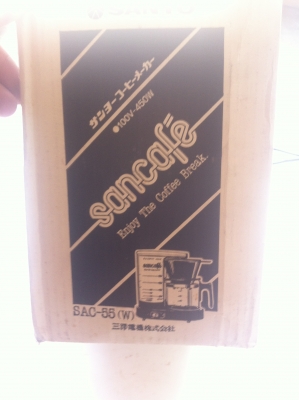 サンヨーコーヒーメーカー
●100V-450W
sancafé
Enjoy The Coffee Break.
SAC-55(W)
三洋電機株式会社